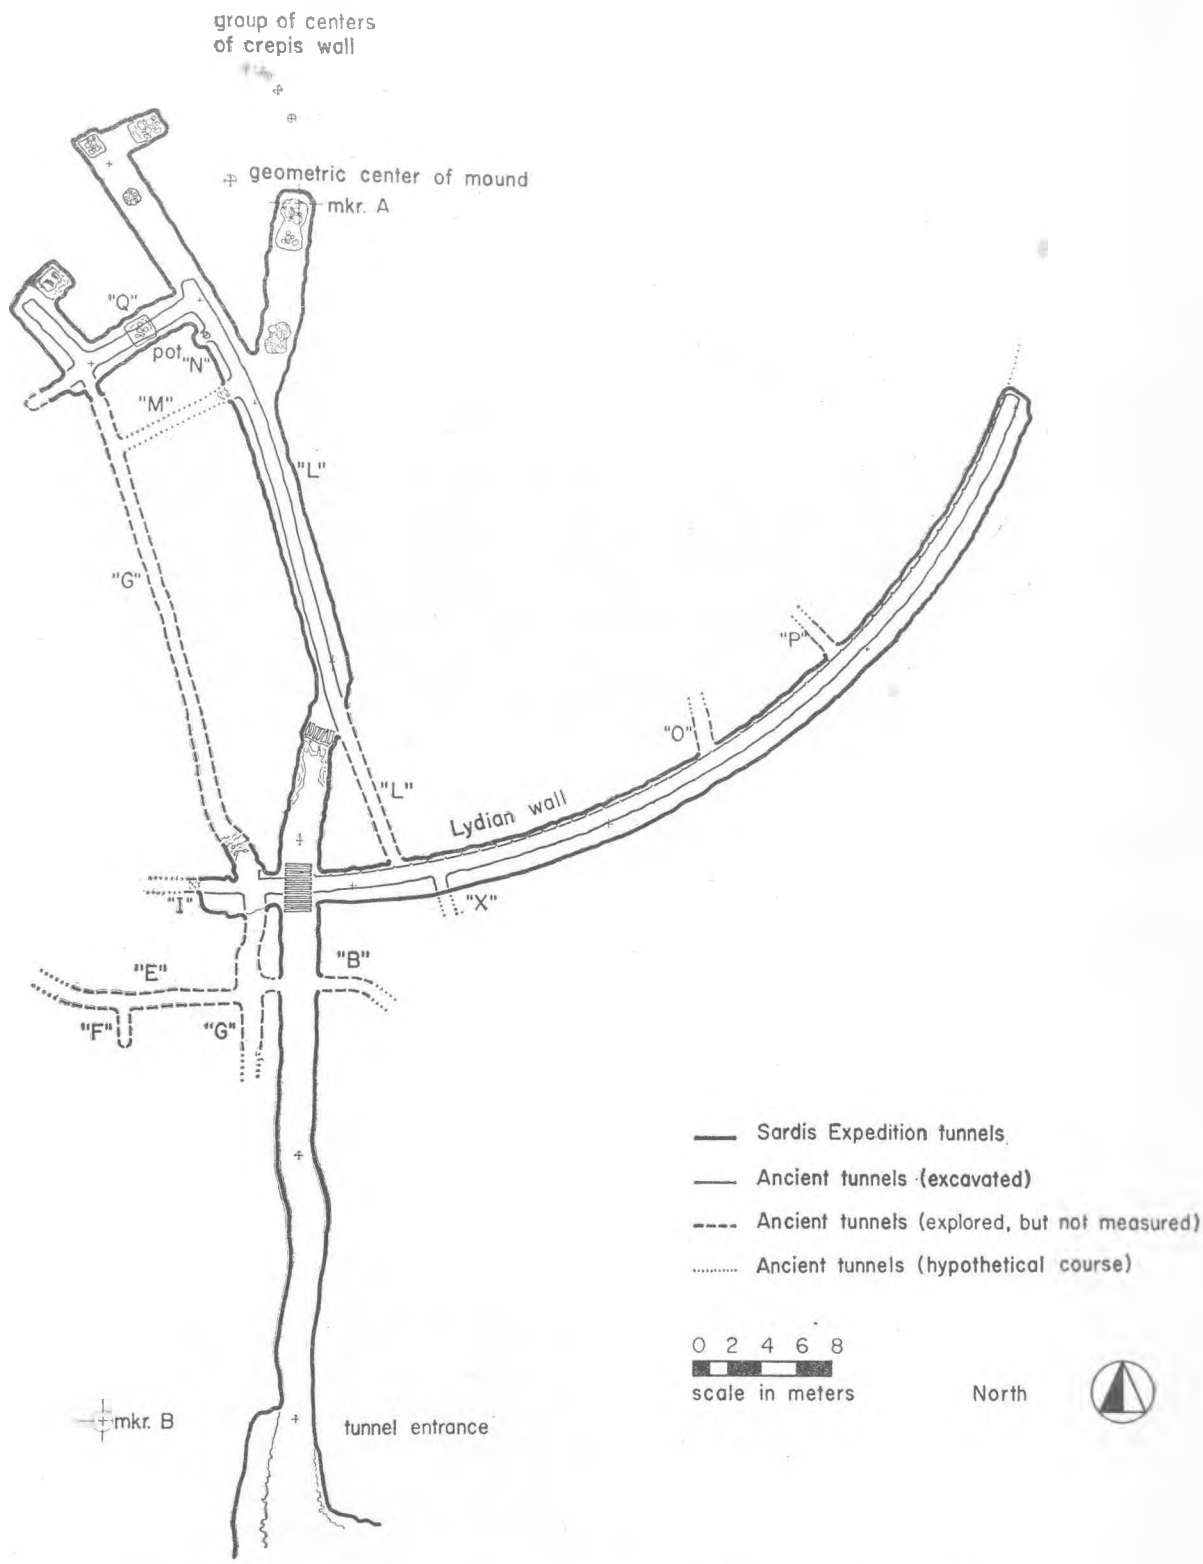 group of centers
of crepis wall
geometric center of mound
mkr. A
"Q"
pot
"N"
"M"
"L"
"G"
"P"
"O"
"L"
Lydian wall
"I"
"X"
"B"
"E"
"F"
"G"
Sardis Expedition tunnels
Ancient tunnels (excavated)
Ancient tunnels (explored, but not measured)
Ancient tunnels (hypothetical course)
0 2 4 6 8
scale in meters
North
mkr. B
tunnel entrance